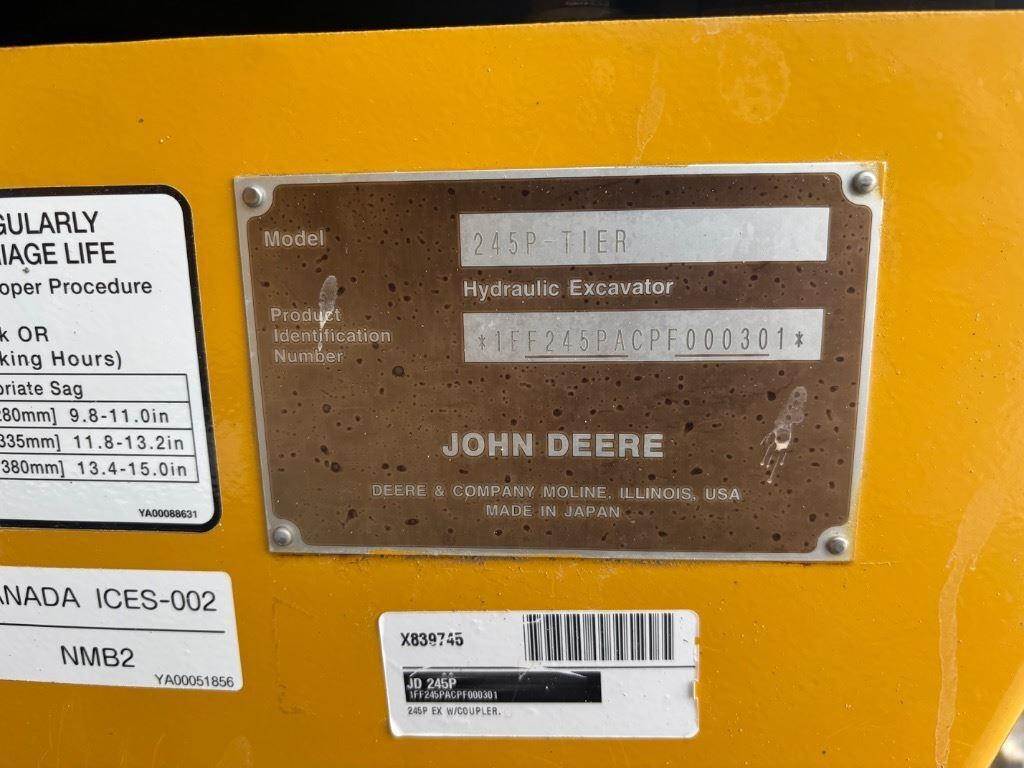 GULARLY
IAGE LIFE
oper Procedure
k OR
king Hours)
priate Sag
280mm] 9.8-11.0in
335mm] 11.8-13.2in
380mm] 13.4-15.0in
YA00088631
Model
245P-TIER
Hydraulic Excavator
Product
Identification
Number
*1FF245PACPF000301*
JOHN DEERE
DEERE & COMPANY MOLINE, ILLINOIS, USA
MADE IN JAPAN
ANADA ICES-002
NMB2
YA00051856
X839745
JD 245P
1FF245PACPF000301
245P EX W/COUPLER.